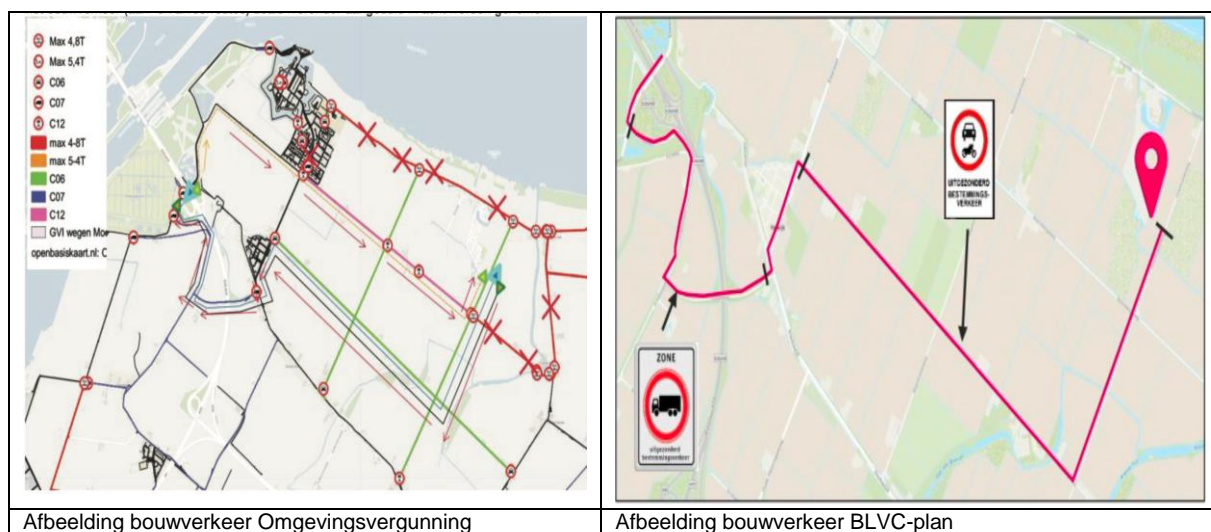 Max 4,8T
Max 5,4T
C06
C07
C12
max 4-8T
max 5-4T
C06
C07
C12
GVI wegen Moe
openbasiskaart.nl: C
UITGEZONDERD
BESTEMMINGS-
VERKEER
ZONE
uitgezonderd
bestemmingsverkeer
Afbeelding bouwverkeer Omgevingsvergunning
Afbeelding bouwverkeer BLVC-plan